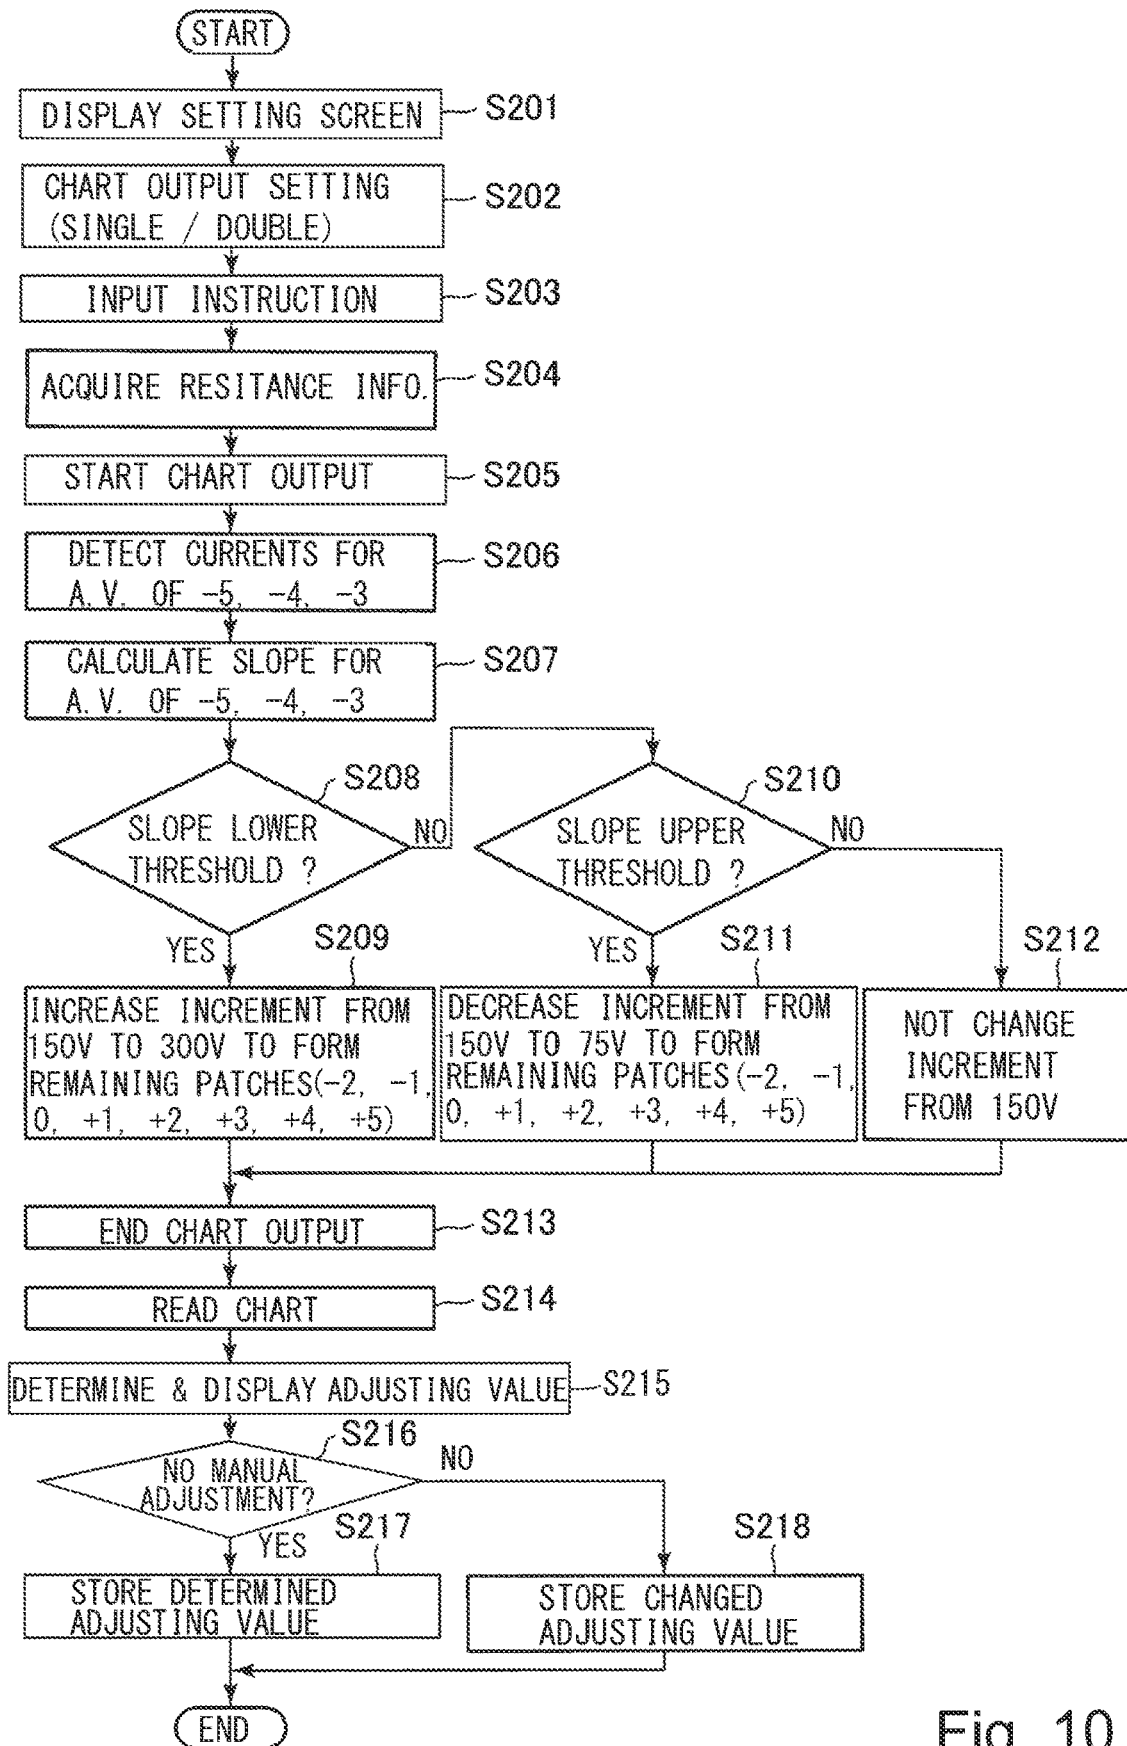 START
DISPLAY SETTING SCREEN
S201
CHART OUTPUT SETTING
(SINGLE / DOUBLE)
S202
INPUT INSTRUCTION
S203
ACQUIRE RESITANCE INFO.
S204
START CHART OUTPUT
S205
DETECT CURRENTS FOR
A.V. OF -5, -4, -3
S206
CALCULATE SLOPE FOR
A.V. OF -5, -4, -3
S207
S208
SLOPE LOWER
THRESHOLD ?
NO
YES
S210
SLOPE UPPER
THRESHOLD ?
NO
YES
S209
INCREASE INCREMENT FROM
150V TO 300V TO FORM
REMAINING PATCHES(-2, -1,
0, +1, +2, +3, +4, +5)
S211
DECREASE INCREMENT FROM
150V TO 75V TO FORM
REMAINING PATCHES(-2, -1,
0, +1, +2, +3, +4, +5)
S212
NOT CHANGE
INCREMENT
FROM 150V
END CHART OUTPUT
S213
READ CHART
S214
DETERMINE & DISPLAY ADJUSTING VALUE
S215
S216
NO MANUAL
ADJUSTMENT?
NO
YES
S217
STORE DETERMINED
ADJUSTING VALUE
S218
STORE CHANGED
ADJUSTING VALUE
END
Fig. 10